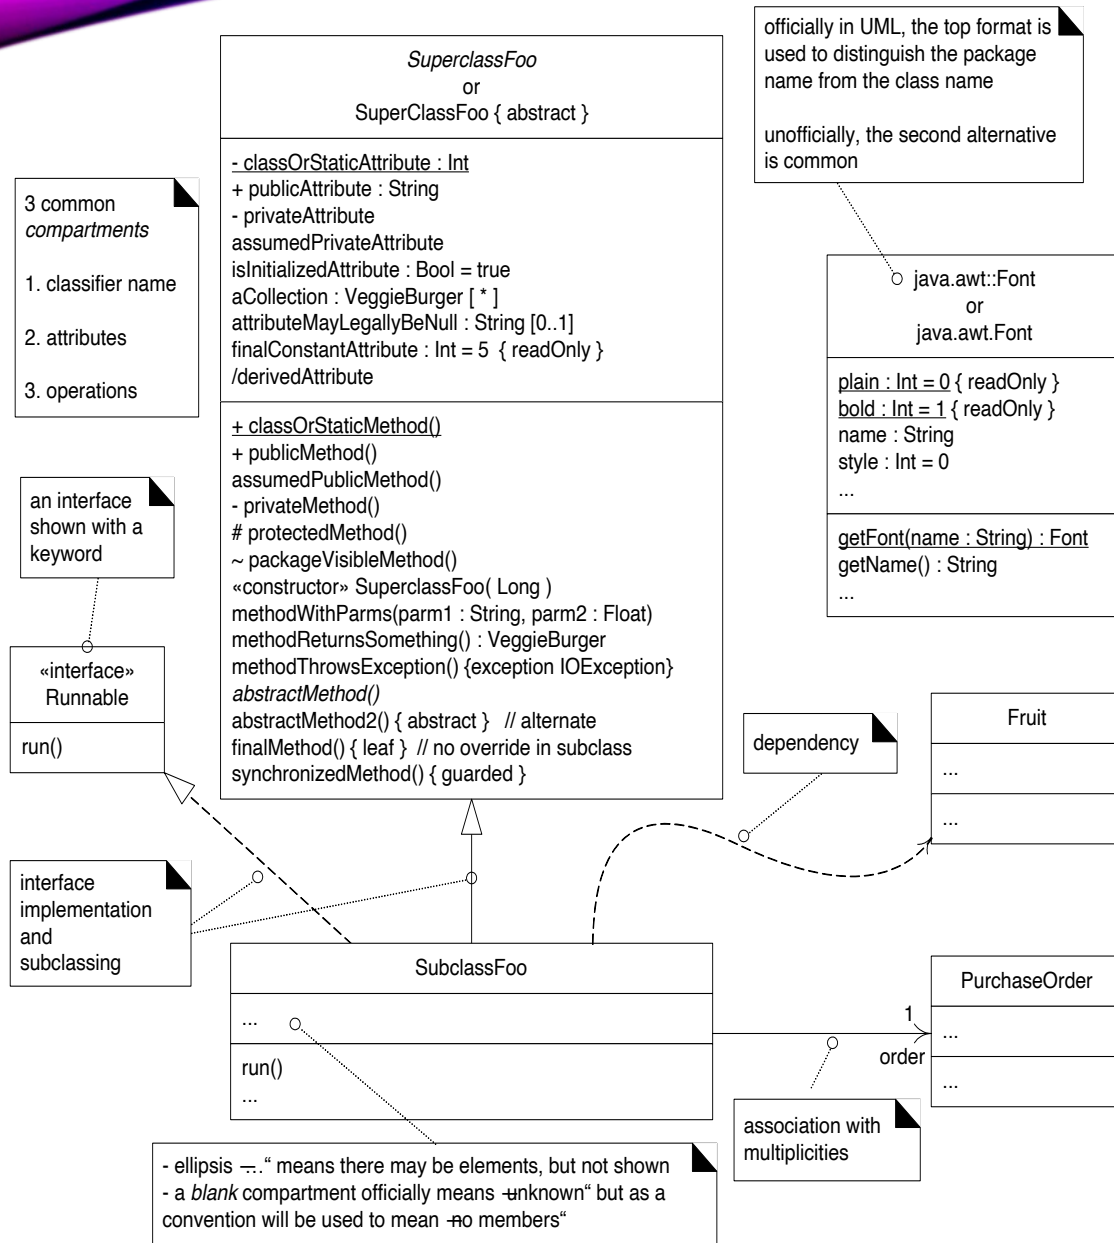 SuperclassFoo
or
SuperClassFoo { abstract }
- classOrStaticAttribute : Int
+ publicAttribute : String
- privateAttribute
assumedPrivateAttribute
isInitializedAttribute : Bool = true
aCollection : VeggieBurger [ * ]
attributeMayLegallyBeNull : String [0..1]
finalConstantAttribute : Int = 5 { readOnly }
/derivedAttribute
+ classOrStaticMethod()
+ publicMethod()
assumedPublicMethod()
- privateMethod()
# protectedMethod()
~ packageVisibleMethod()
«constructor» SuperclassFoo( Long )
methodWithParms(parm1 : String, parm2 : Float)
methodReturnsSomething() : VeggieBurger
methodThrowsException() {exception IOException}
abstractMethod()
abstractMethod2() { abstract } // alternate
finalMethod() { leaf } // no override in subclass
synchronizedMethod() { guarded }
3 common
compartments
1. classifier name
2. attributes
3. operations
officially in UML, the top format is
used to distinguish the package
name from the class name
unofficially, the second alternative
is common
java.awt::Font
or
java.awt.Font
plain : Int = 0 { readOnly }
bold : Int = 1 { readOnly }
name : String
style : Int = 0
...
getFont(name : String) : Font
getName() : String
...
an interface
shown with a
keyword
«interface»
Runnable
run()
dependency
Fruit
...
...
interface
implementation
and
subclassing
SubclassFoo
...
run()
...
1
order
PurchaseOrder
...
...
association with
multiplicities
- ellipsis -...“ means there may be elements, but not shown
- a blank compartment officially means -unknown“ but as a
convention will be used to mean -no members“